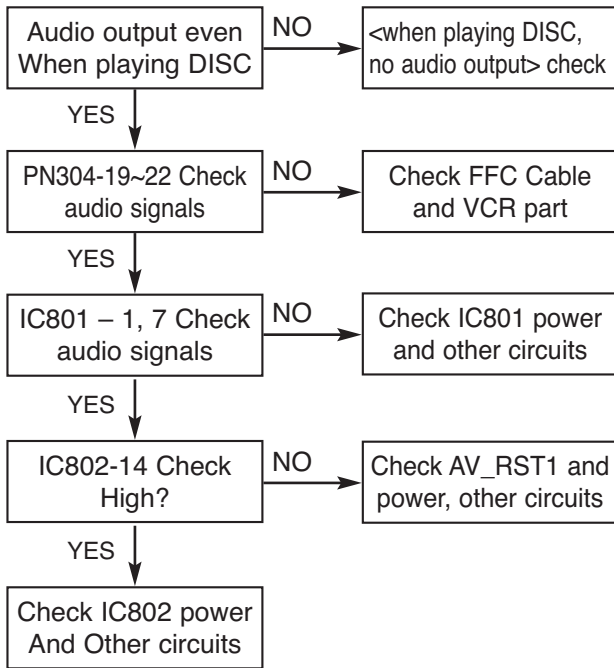 Audio output even
When playing DISC
NO
<when playing DISC,
no audio output> check
YES
PN304-19~22 Check
audio signals
NO
Check FFC Cable
and VCR part
YES
IC801 – 1, 7 Check
audio signals
NO
Check IC801 power
and other circuits
YES
IC802-14 Check
High?
NO
Check AV_RST1 and
power, other circuits
YES
Check IC802 power
And Other circuits